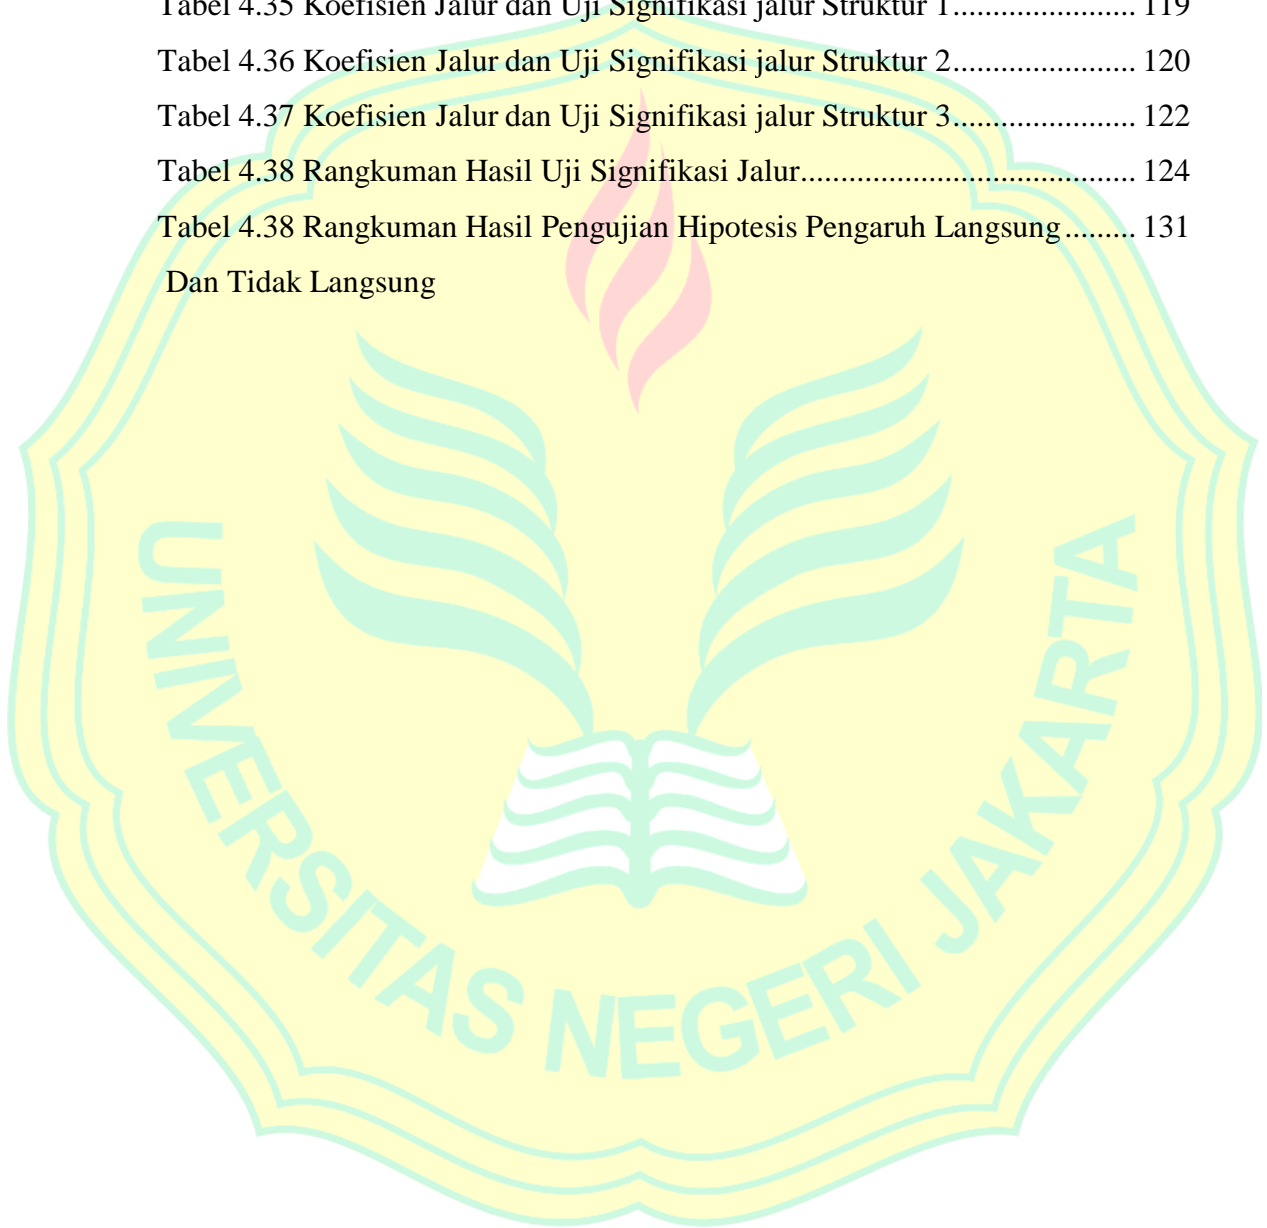 Tabel 4.35 Koefisien Jalur dan Uji Signifikasi jalur Struktur 1....................... 119
Tabel 4.36 Koefisien Jalur dan Uji Signifikasi jalur Struktur 2....................... 120
Tabel 4.37 Koefisien Jalur dan Uji Signifikasi jalur Struktur 3....................... 122
Tabel 4.38 Rangkuman Hasil Uji Signifikasi Jalur......................................... 124
Tabel 4.38 Rangkuman Hasil Pengujian Hipotesis Pengaruh Langsung......... 131
Dan Tidak Langsung
UNIVERSITAS NEGERI JAKARTA